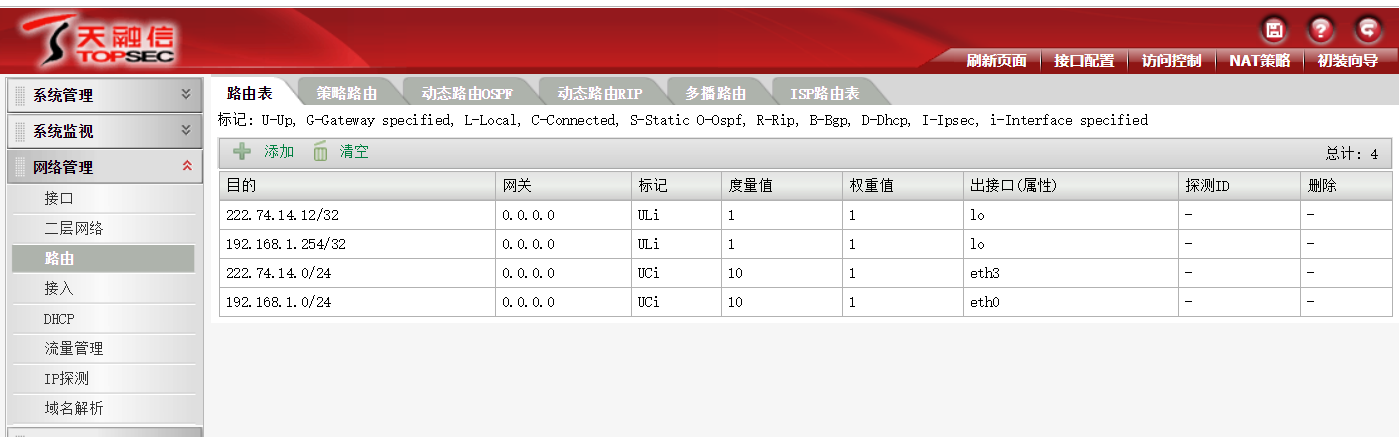 天融信
TOPSEC
刷新页面 接口配置 访问控制 NAT策略 初装向导
系统管理
系统监视
网络管理
接口
二层网络
路由
接入
DHCP
流量管理
IP探测
域名解析
路由表 策略路由 动态路由OSPF 动态路由RIP 多播路由 ISP路由表
标记: U-Up, G-Gateway specified, L-Local, C-Connected, S-Static O-Ospf, R-Rip, B-Bgp, D-Dhcp, I-Ipsec, i-Interface specified
添加 清空 总计: 4
目的 网关 标记 度量值 权重值 出接口(属性) 探测ID 删除
222.74.14.12/32 0.0.0.0 ULi 1 1 lo - -
192.168.1.254/32 0.0.0.0 ULi 1 1 lo - -
222.74.14.0/24 0.0.0.0 UCi 10 1 eth3 - -
192.168.1.0/24 0.0.0.0 UCi 10 1 eth0 - -